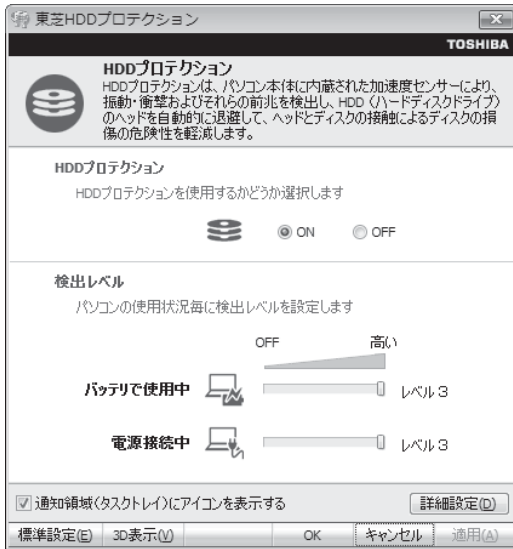 東芝HDDプロテクション
TOSHIBA
HDDプロテクション
HDDプロテクションは、パソコン本体に内蔵された加速度センサーにより、
振動・衝撃およびそれらの前兆を検出し、HDD（ハードディスクドライブ）
のヘッドを自動的に退避して、ヘッドとディスクの接触によるディスクの損
傷の危険性を軽減します。
HDDプロテクション
HDDプロテクションを使用するかどうか選択します
ON OFF
検出レベル
パソコンの使用状況毎に検出レベルを設定します
OFF 高い
バッテリで使用中 レベル 3
電源接続中 レベル 3
通知領域(タスクトレイ)にアイコンを表示する 詳細設定(D)
標準設定(E) 3D表示(V) OK キャンセル 適用(A)